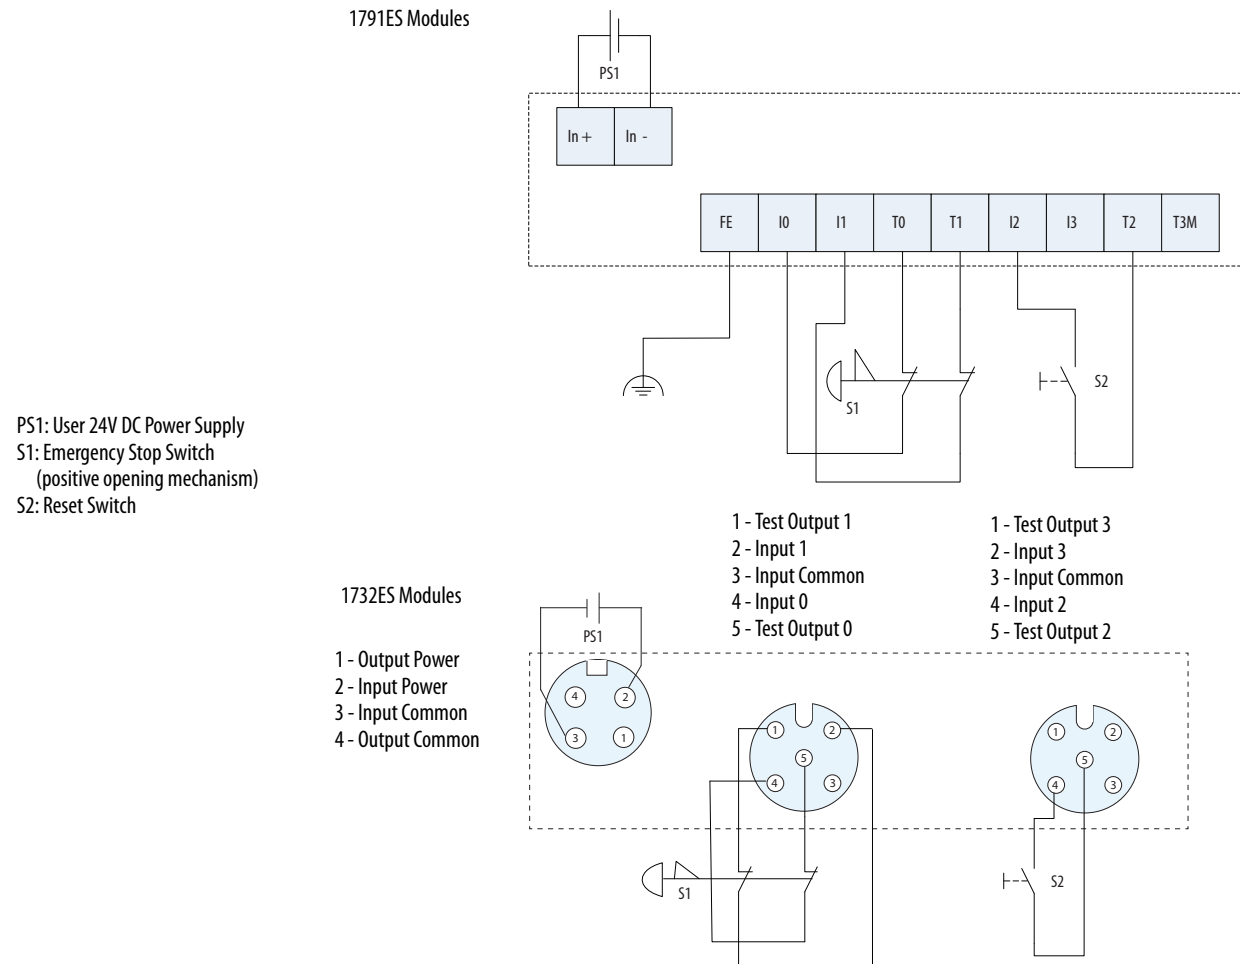 1791ES Modules
PS1
In + In -
FE I0 I1 T0 T1 I2 I3 T2 T3M
S1
S2
PS1: User 24V DC Power Supply
S1: Emergency Stop Switch
(positive opening mechanism)
S2: Reset Switch
1 - Test Output 1
2 - Input 1
3 - Input Common
4 - Input 0
5 - Test Output 0
1 - Test Output 3
2 - Input 3
3 - Input Common
4 - Input 2
5 - Test Output 2
1732ES Modules
PS1
1 - Output Power
2 - Input Power
3 - Input Common
4 - Output Common
4 2
3 1
1 2
5
4 3
1 2
5
4 3
S1
S2